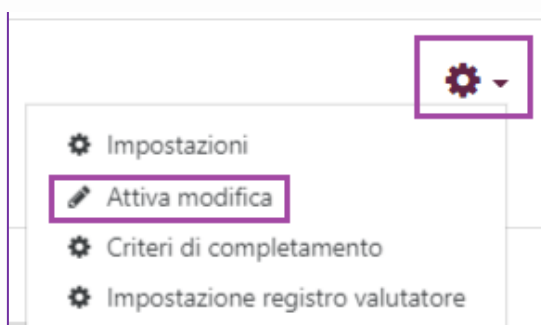 Impostazioni
Attiva modifica
Criteri di completamento
Impostazione registro valutatore